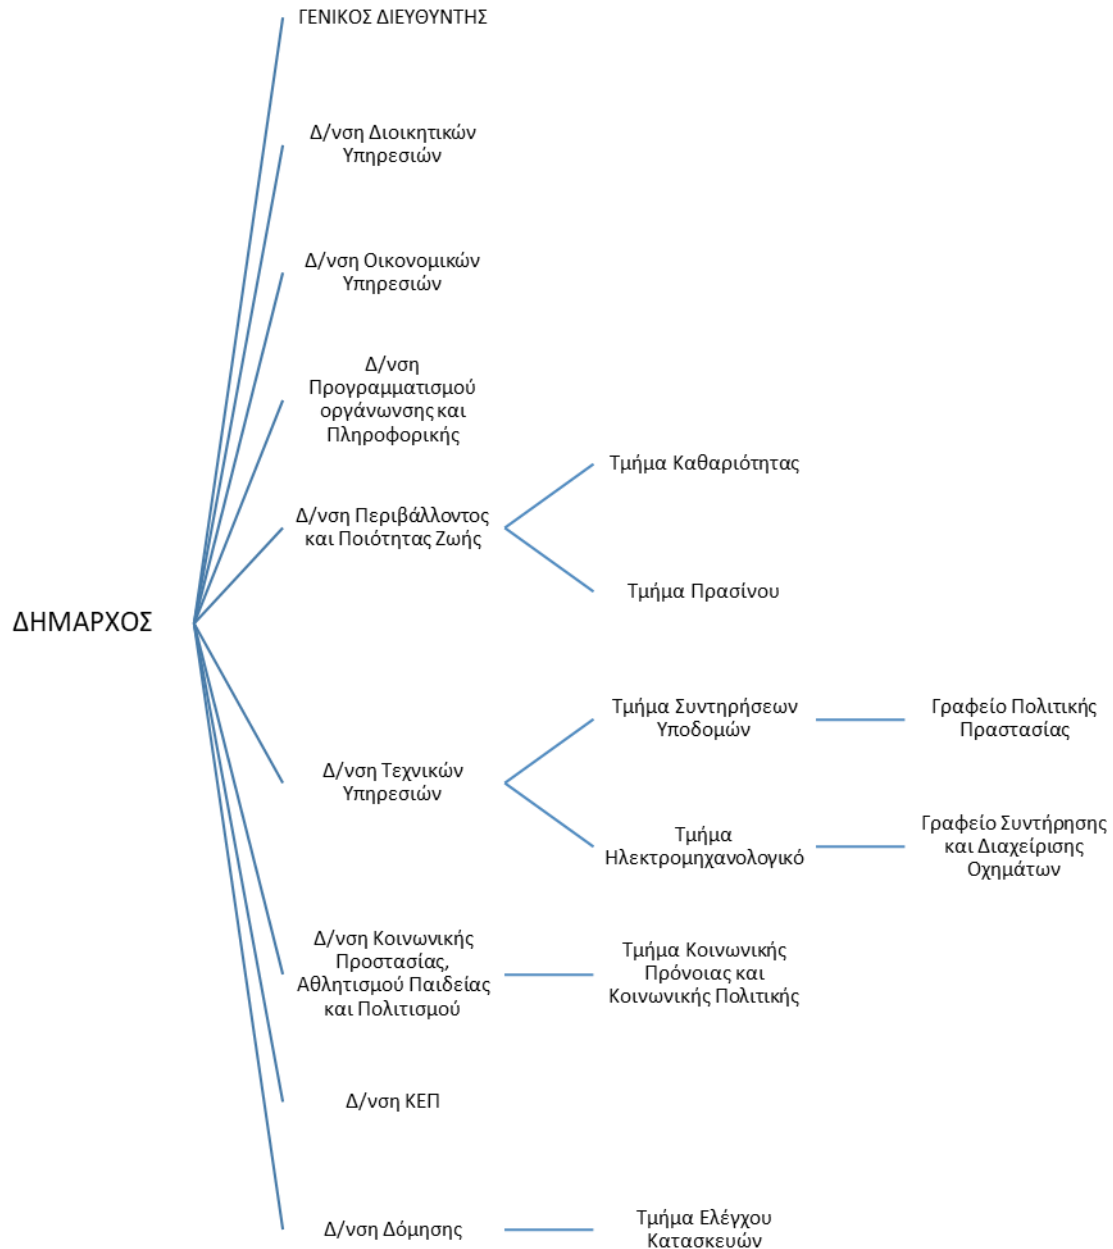 ΓΕΝΙΚΟΣ ΔΙΕΥΘΥΝΤΗΣ
Δ/νση Διοικητικών
Υπηρεσιών
Δ/νση Οικονομικών
Υπηρεσιών
Δ/νση
Προγραμματισμού
οργάνωνσης και
Πληροφορικής
Δ/νση Περιβάλλοντος
και Ποιότητας Ζωής
Τμήμα Καθαριότητας
Τμήμα Πρασίνου
ΔΗΜΑΡΧΟΣ
Δ/νση Τεχνικών
Υπηρεσιών
Τμήμα Συντηρήσεων
Υποδομών
Γραφείο Πολιτικής
Πραστασίας
Τμήμα
Ηλεκτρομηχανολογικό
Γραφείο Συντήρησης
και Διαχείρισης
Οχημάτων
Δ/νση Κοινωνικής
Προστασίας,
Αθλητισμού Παιδείας
και Πολιτισμού
Τμήμα Κοινωνικής
Πρόνοιας και
Κοινωνικής Πολιτικής
Δ/νση ΚΕΠ
Δ/νση Δόμησης
Τμήμα Ελέγχου
Κατασκευών